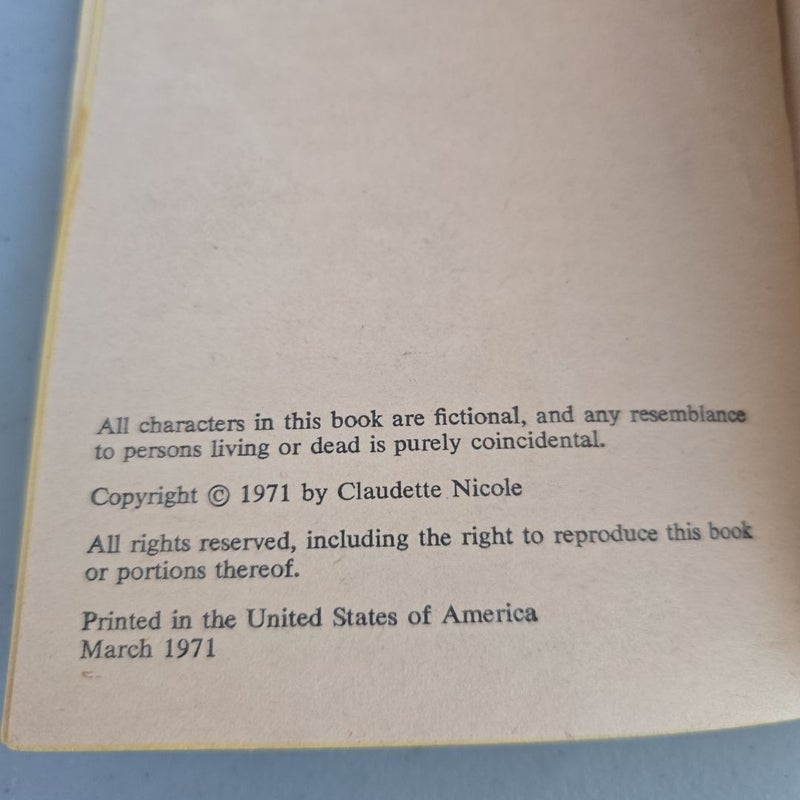 All characters in this book are fictional, and any resemblance
to persons living or dead is purely coincidental.
Copyright © 1971 by Claudette Nicole
All rights reserved, including the right to reproduce this book
or portions thereof.
Printed in the United States of America
March 1971